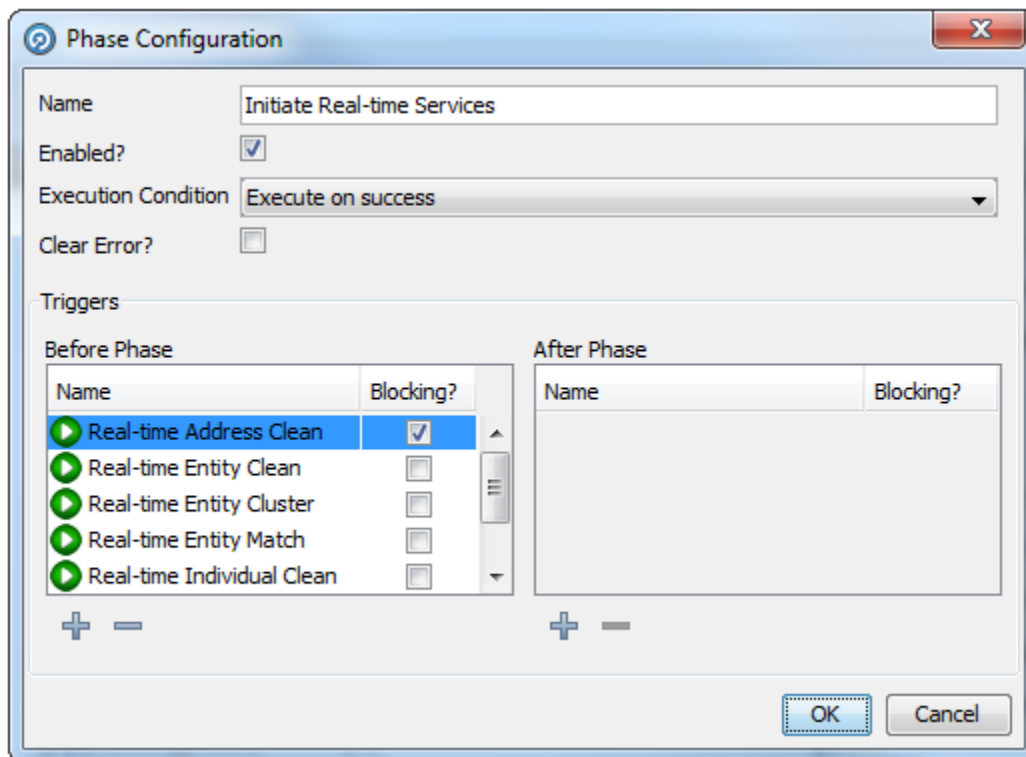 Phase Configuration
Name Initiate Real-time Services
Enabled?
Execution Condition Execute on success
Clear Error?
Triggers
Before Phase After Phase
Name Blocking? Name Blocking?
Real-time Address Clean
Real-time Entity Clean
Real-time Entity Cluster
Real-time Entity Match
Real-time Individual Clean
OK Cancel